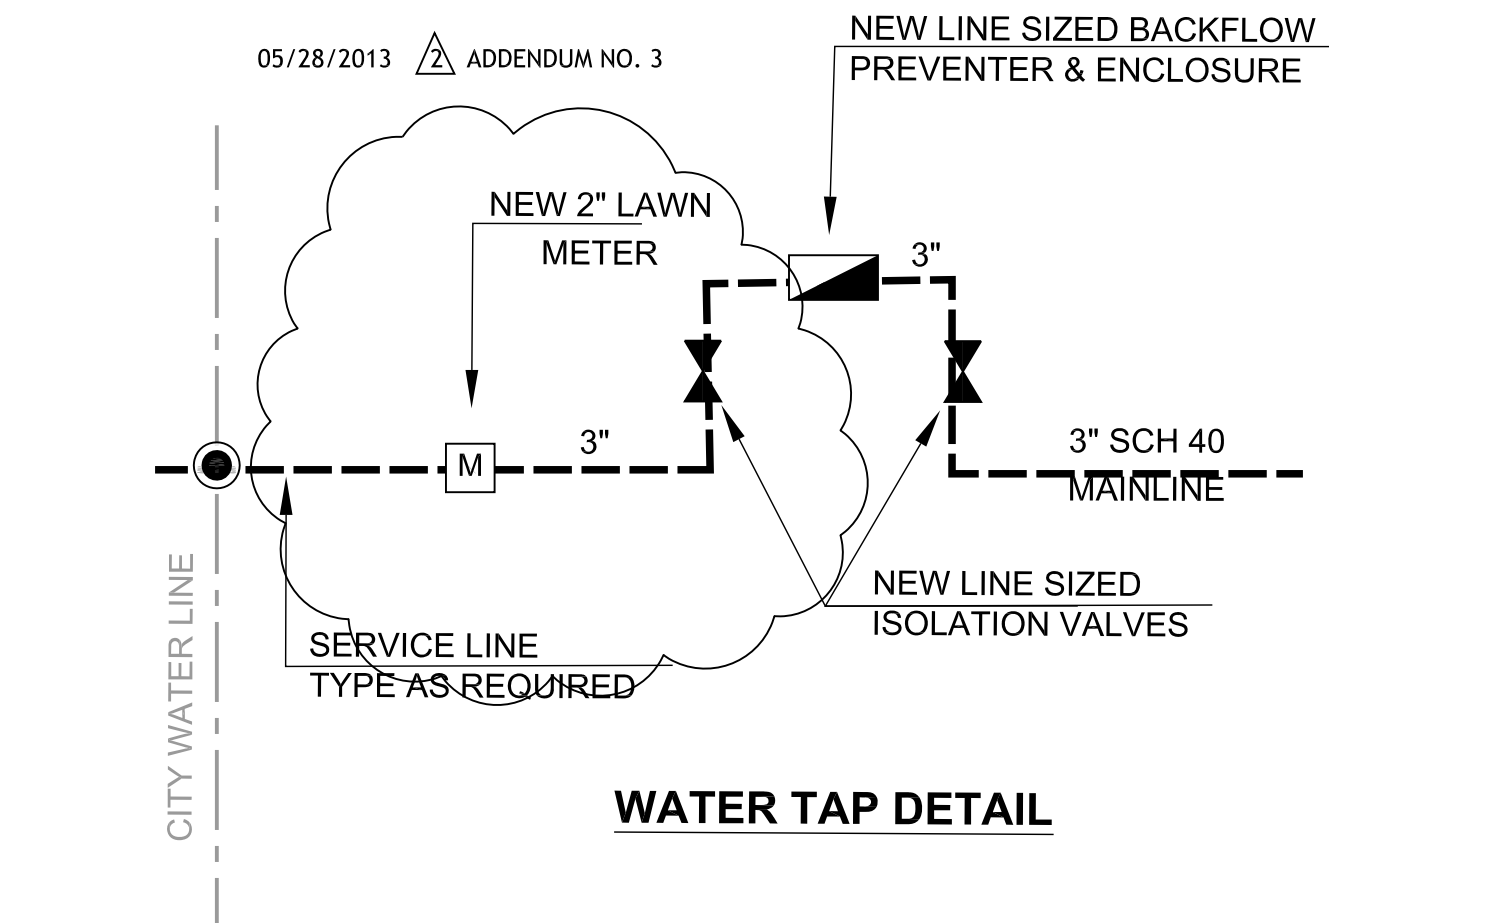 NEW LINE SIZED BACKFLOW
PREVENTER & ENCLOSURE
05/28/2013 2 ADDENDUM NO. 3
NEW 2" LAWN
METER
3"
3"
M
3" SCH 40
MAINLINE
NEW LINE SIZED
ISOLATION VALVES
SERVICE LINE
TYPE AS REQUIRED
CITY WATER LINE
WATER TAP DETAIL